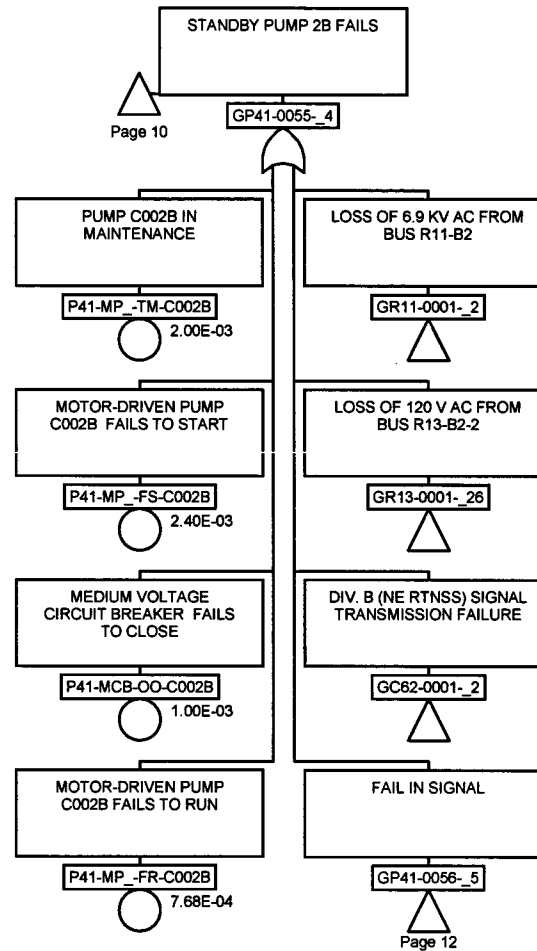 STANDBY PUMP 2B FAILS
Page 10
GP41-0055-_4
PUMP C002B IN
MAINTENANCE
P41-MP_-TM-C002B
2.00E-03
LOSS OF 6.9 KV AC FROM
BUS R11-B2
GR11-0001-_2
MOTOR-DRIVEN PUMP
C002B FAILS TO START
P41-MP_-FS-C002B
2.40E-03
LOSS OF 120 V AC FROM
BUS R13-B2-2
GR13-0001-_26
MEDIUM VOLTAGE
CIRCUIT BREAKER FAILS
TO CLOSE
P41-MCB-OO-C002B
1.00E-03
DIV. B (NE RTNSS) SIGNAL
TRANSMISSION FAILURE
GC62-0001-_2
MOTOR-DRIVEN PUMP
C002B FAILS TO RUN
P41-MP_-FR-C002B
7.68E-04
FAIL IN SIGNAL
GP41-0056-_5
Page 12